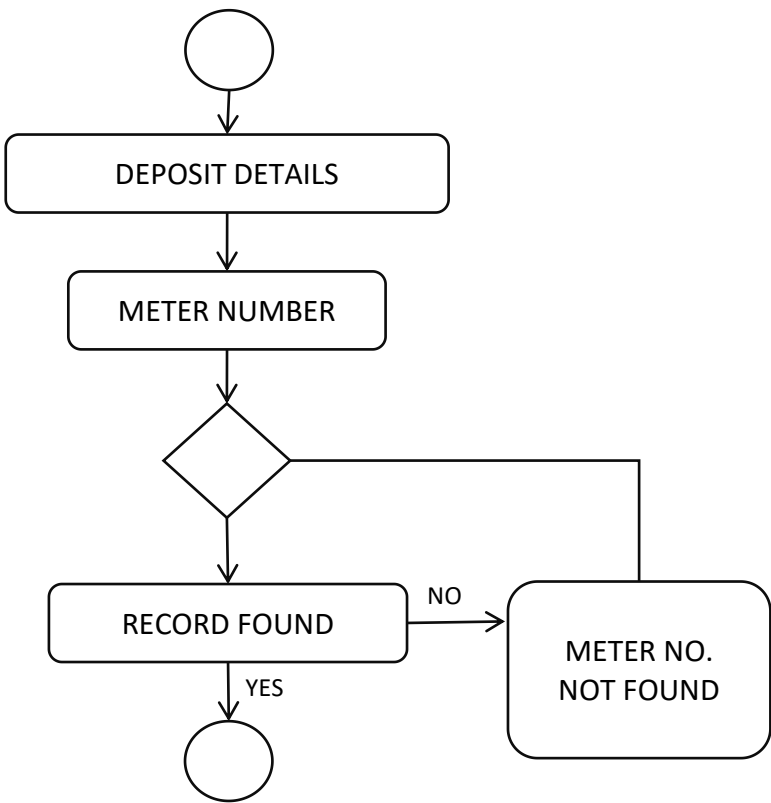 DEPOSIT DETAILS
METER NUMBER
RECORD FOUND
NO
METER NO.
NOT FOUND
YES